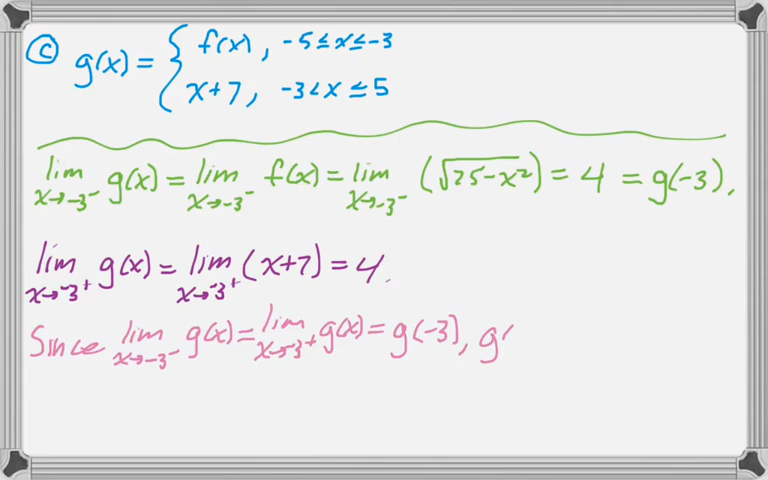 ⓒ g(x) = { f(x), -5 ≤ x ≤ -3
x+7, -3 < x ≤ 5
lim x→-3⁻ g(x) = lim x→-3⁻ f(x) = lim x→-3⁻ (√25-x²) = 4 = g(-3),
lim x→-3⁺ g(x) = lim x→-3⁺ (x+7) = 4.
Since lim x→-3⁻ g(x) = lim x→-3⁺ g(x) = g(-3), g(